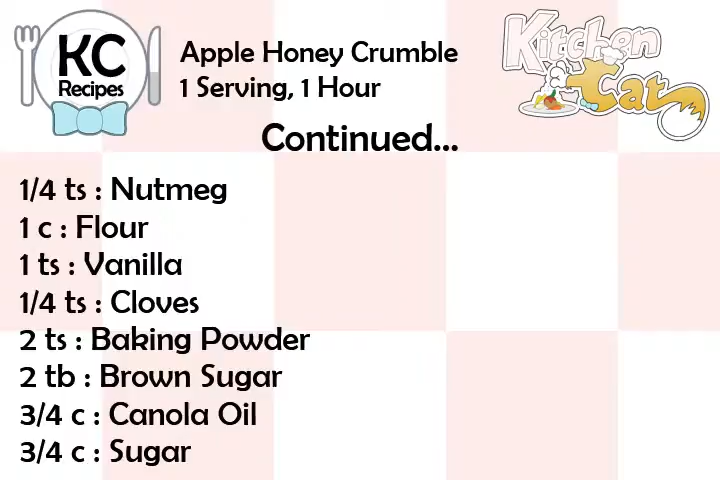 KC
Recipes
Apple Honey Crumble
1 Serving, 1 Hour
Kitchen
Cat
Continued...
1/4 ts : Nutmeg
1 c : Flour
1 ts : Vanilla
1/4 ts : Cloves
2 ts : Baking Powder
2 tb : Brown Sugar
3/4 c : Canola Oil
3/4 c : Sugar